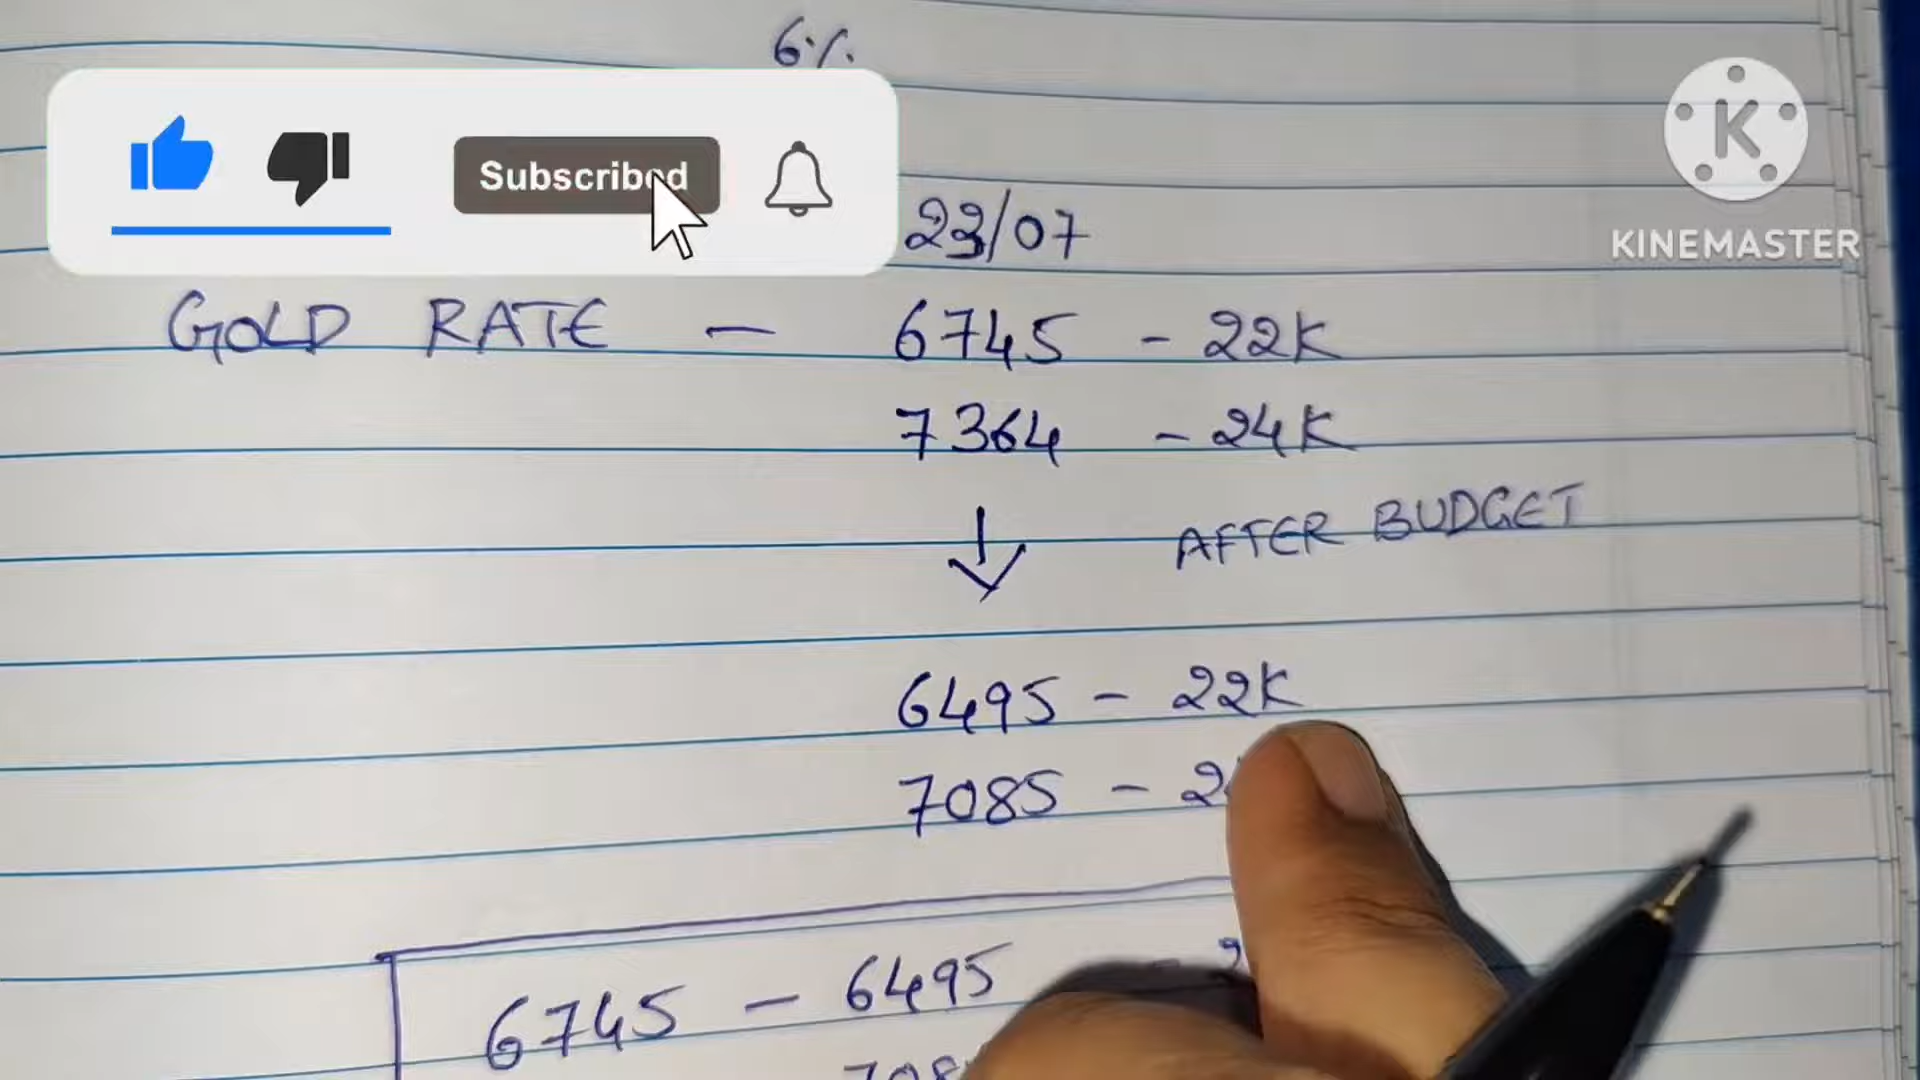 6%
Subscribed
KINEMASTER
23/07
GOLD RATE — 6745 - 22K
7364 - 24K
AFTER BUDGET
6495 - 22K
7085 -
6745 — 6495 -